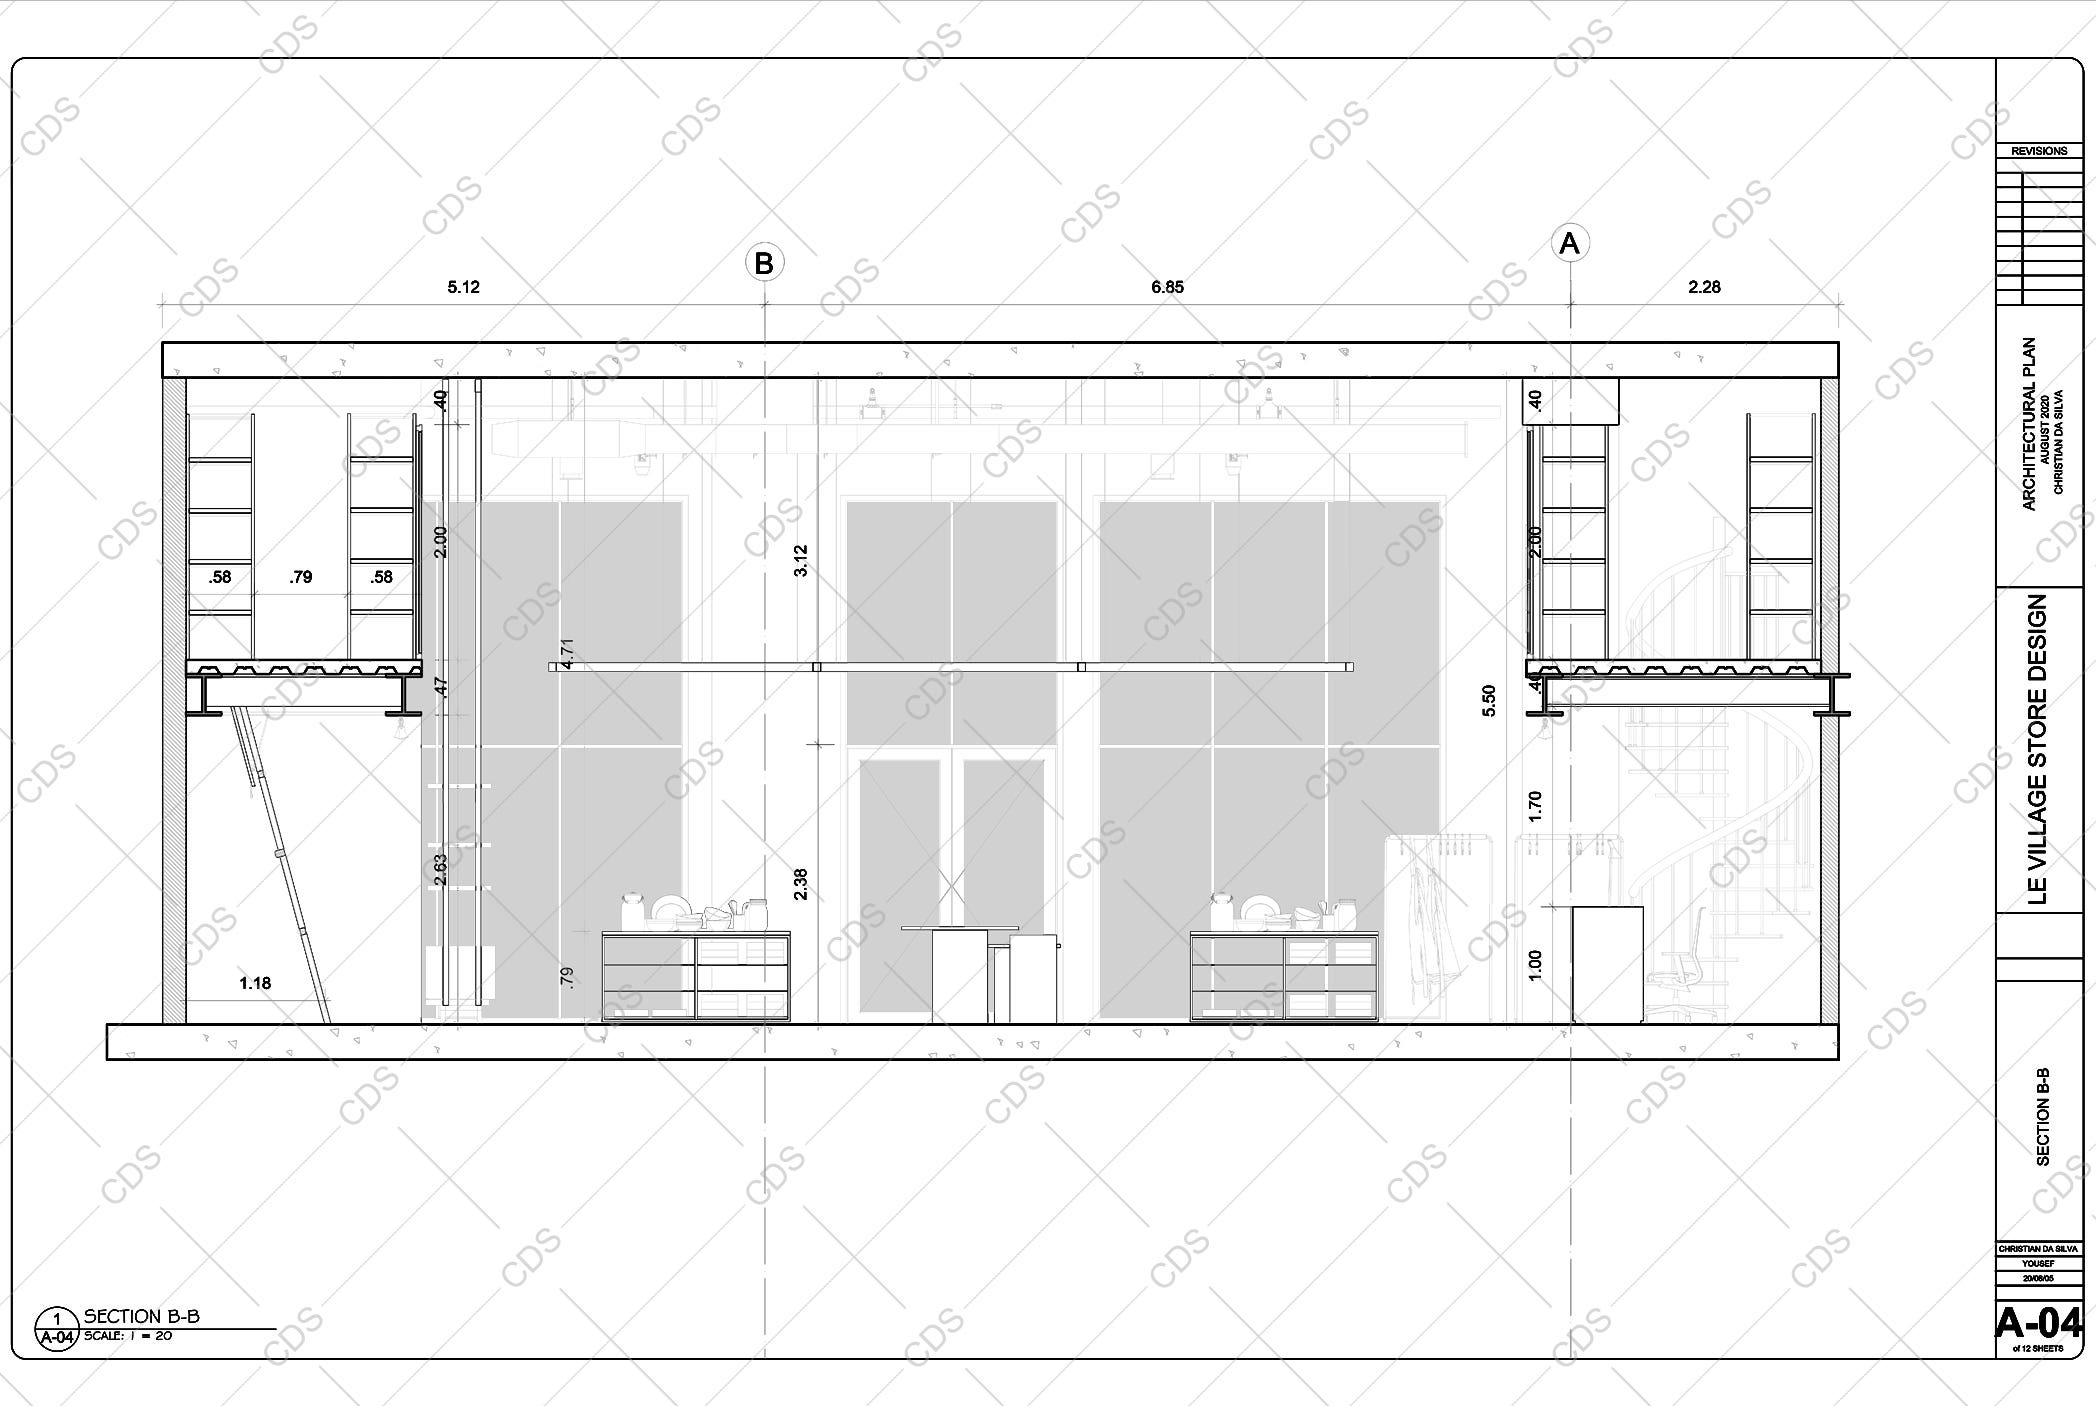 B
A
5.12
6.85
2.28
.40
2.00
.58
.79
.58
4.71
.47
2.63
1.18
.79
3.12
2.38
5.50
.40
2.00
.40
1.70
1.00
1
A-04
SECTION B-B
SCALE: 1 = 20
REVISIONS
ARCHITECTURAL PLAN
AUGUST 2020
CHRISTIAN DA SILVA
LE VILLAGE STORE DESIGN
SECTION B-B
CHRISTIAN DA SILVA
YOUSEF
20/08/05
A-04
of 12 SHEETS
CDS